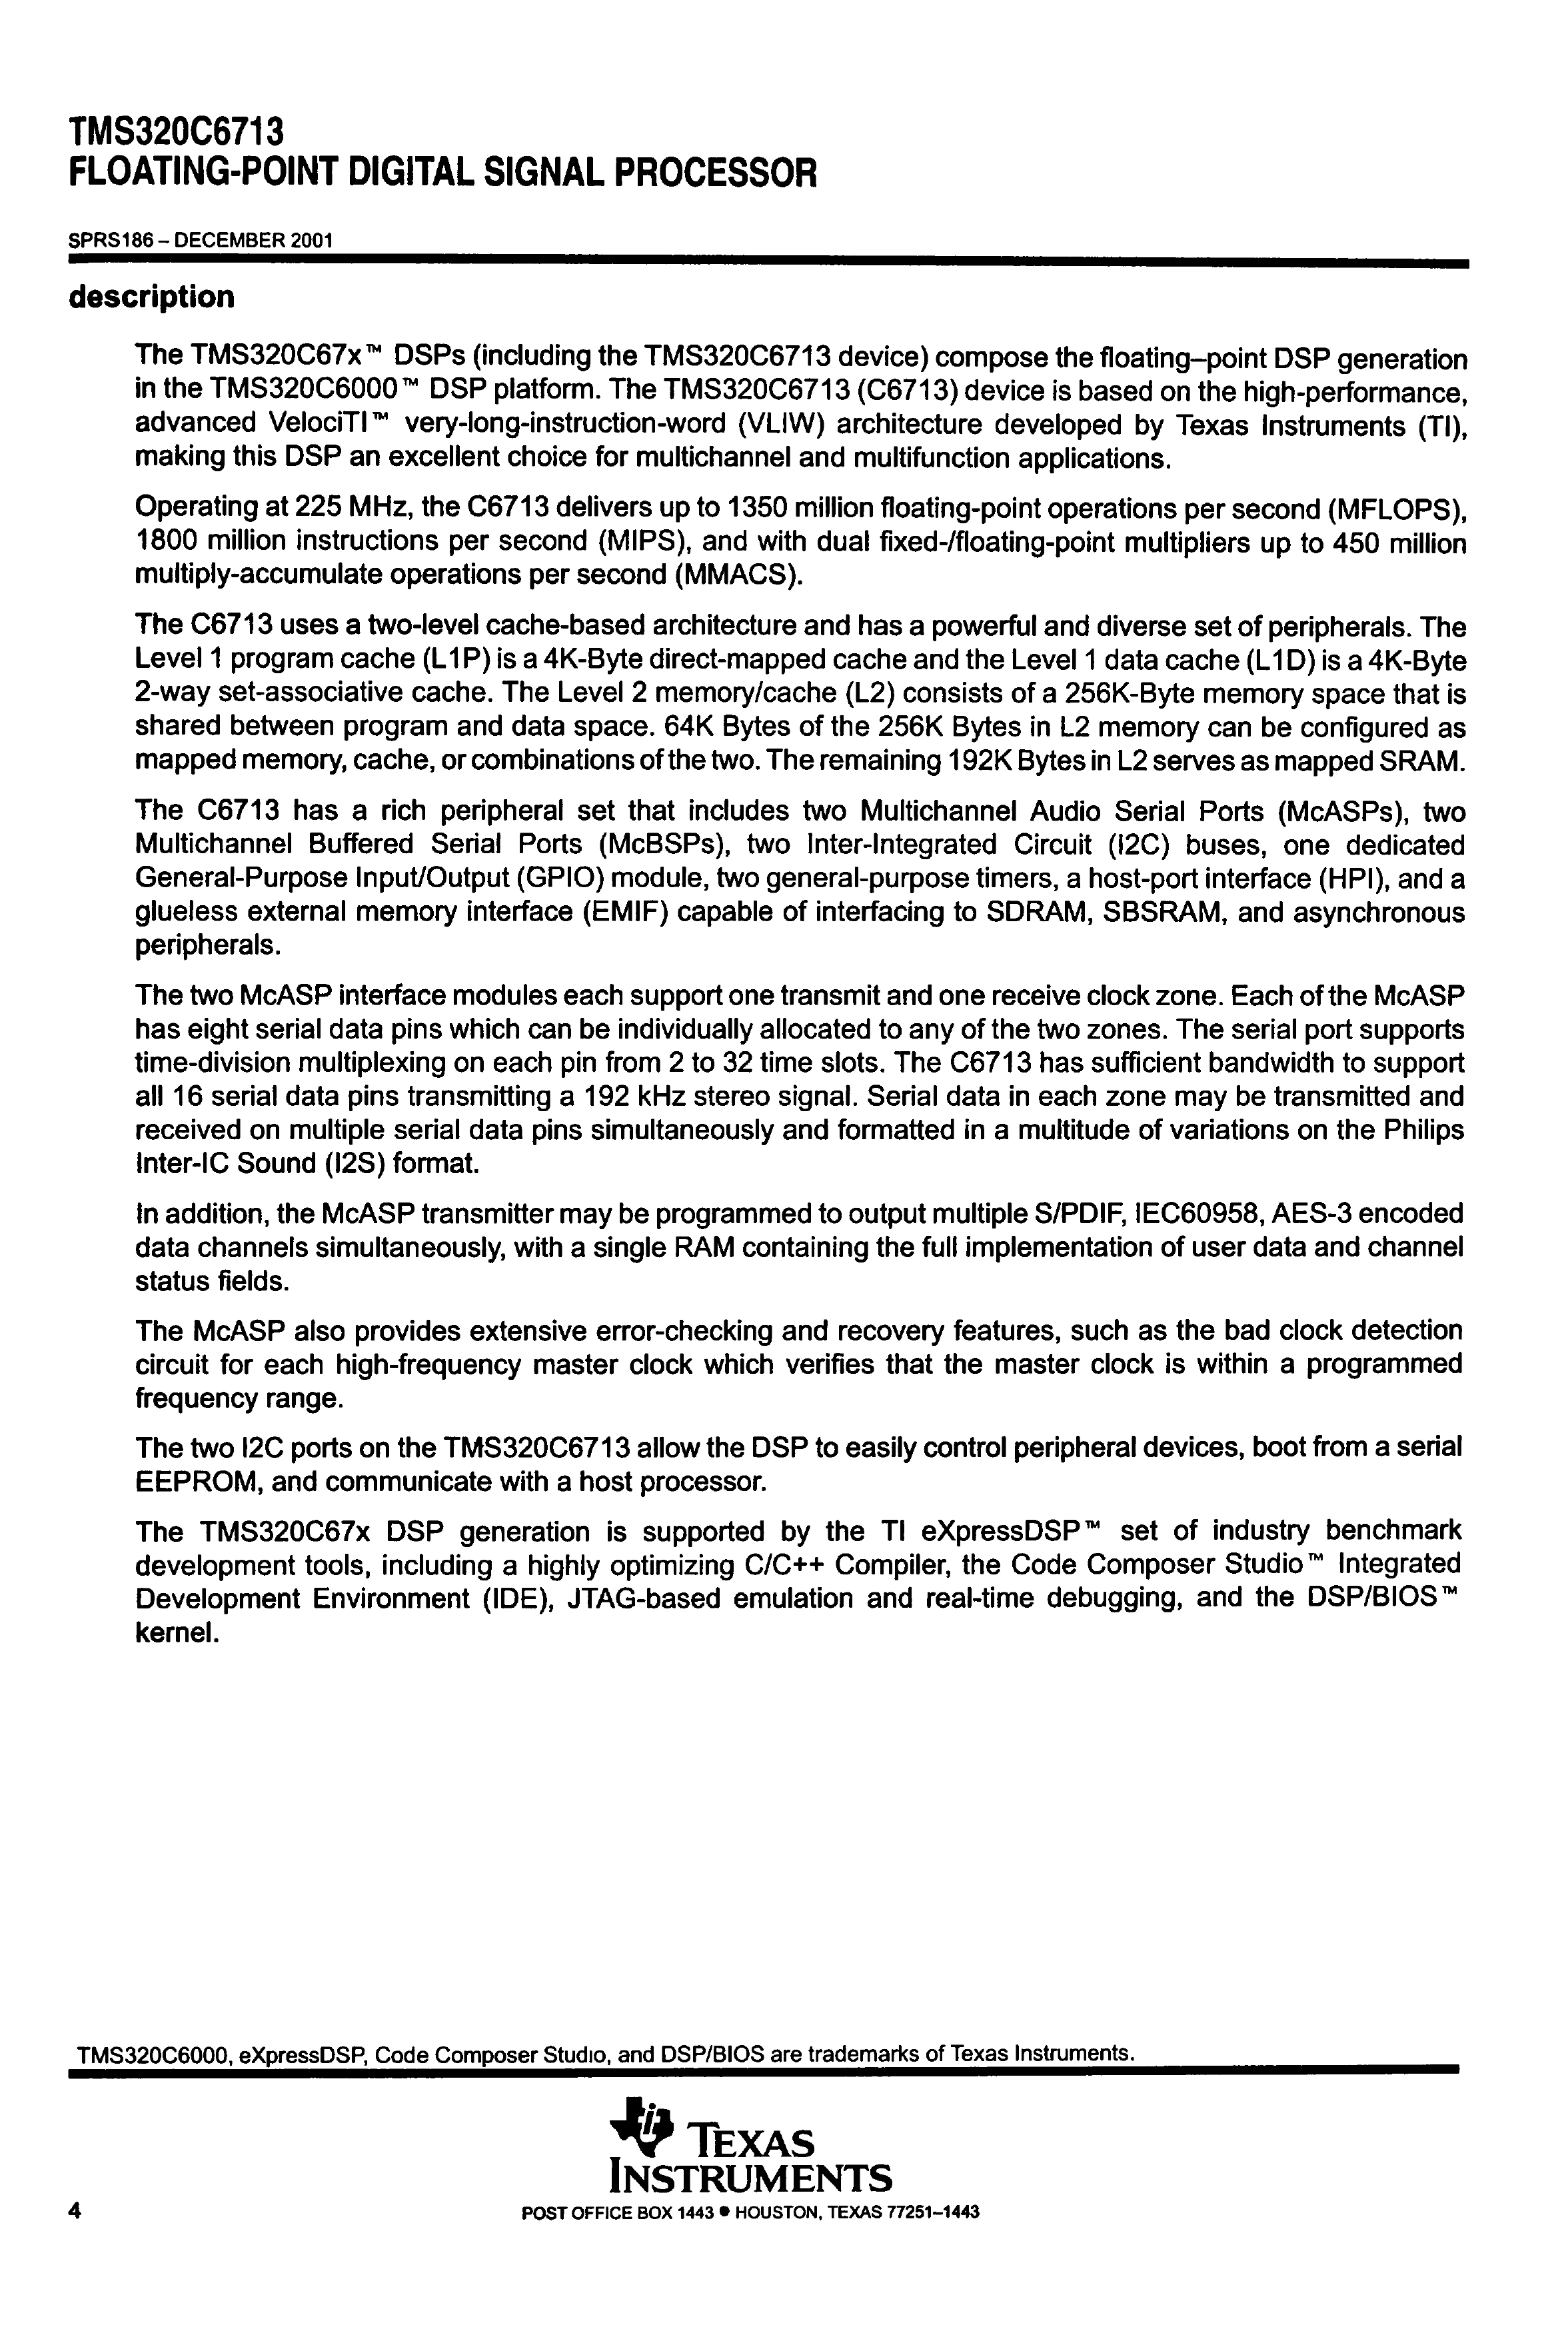 TMS320C6713
FLOATING-POINT DIGITAL SIGNAL PROCESSOR
SPRS186 – DECEMBER 2001
description
The TMS320C67x™ DSPs (including the TMS320C6713 device) compose the floating–point DSP generation
in the TMS320C6000™ DSP platform. The TMS320C6713 (C6713) device is based on the high-performance,
advanced VelociTI™ very-long-instruction-word (VLIW) architecture developed by Texas Instruments (TI),
making this DSP an excellent choice for multichannel and multifunction applications.
Operating at 225 MHz, the C6713 delivers up to 1350 million floating-point operations per second (MFLOPS),
1800 million instructions per second (MIPS), and with dual fixed-/floating-point multipliers up to 450 million
multiply-accumulate operations per second (MMACS).
The C6713 uses a two-level cache-based architecture and has a powerful and diverse set of peripherals. The
Level 1 program cache (L1P) is a 4K-Byte direct-mapped cache and the Level 1 data cache (L1D) is a 4K-Byte
2-way set-associative cache. The Level 2 memory/cache (L2) consists of a 256K-Byte memory space that is
shared between program and data space. 64K Bytes of the 256K Bytes in L2 memory can be configured as
mapped memory, cache, or combinations of the two. The remaining 192K Bytes in L2 serves as mapped SRAM.
The C6713 has a rich peripheral set that includes two Multichannel Audio Serial Ports (McASPs), two
Multichannel Buffered Serial Ports (McBSPs), two Inter-Integrated Circuit (I2C) buses, one dedicated
General-Purpose Input/Output (GPIO) module, two general-purpose timers, a host-port interface (HPI), and a
glueless external memory interface (EMIF) capable of interfacing to SDRAM, SBSRAM, and asynchronous
peripherals.
The two McASP interface modules each support one transmit and one receive clock zone. Each of the McASP
has eight serial data pins which can be individually allocated to any of the two zones. The serial port supports
time-division multiplexing on each pin from 2 to 32 time slots. The C6713 has sufficient bandwidth to support
all 16 serial data pins transmitting a 192 kHz stereo signal. Serial data in each zone may be transmitted and
received on multiple serial data pins simultaneously and formatted in a multitude of variations on the Philips
Inter-IC Sound (I2S) format.
In addition, the McASP transmitter may be programmed to output multiple S/PDIF, IEC60958, AES-3 encoded
data channels simultaneously, with a single RAM containing the full implementation of user data and channel
status fields.
The McASP also provides extensive error-checking and recovery features, such as the bad clock detection
circuit for each high-frequency master clock which verifies that the master clock is within a programmed
frequency range.
The two I2C ports on the TMS320C6713 allow the DSP to easily control peripheral devices, boot from a serial
EEPROM, and communicate with a host processor.
The TMS320C67x DSP generation is supported by the TI eXpressDSP™ set of industry benchmark
development tools, including a highly optimizing C/C++ Compiler, the Code Composer Studio™ Integrated
Development Environment (IDE), JTAG-based emulation and real-time debugging, and the DSP/BIOS™
kernel.
TMS320C6000, eXpressDSP, Code Composer Studio, and DSP/BIOS are trademarks of Texas Instruments.
TEXAS
INSTRUMENTS
4
POST OFFICE BOX 1443 • HOUSTON, TEXAS 77251–1443